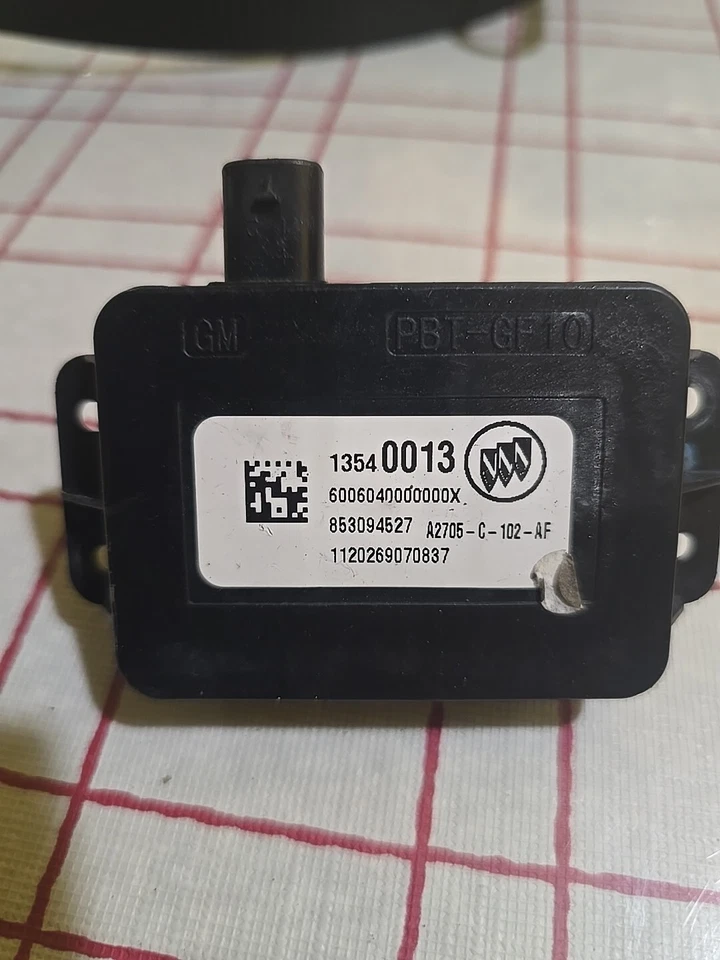 GM PBT-GF10
13540013
6006040000000X
853094527 A2705-C-102-AF
1120269070837